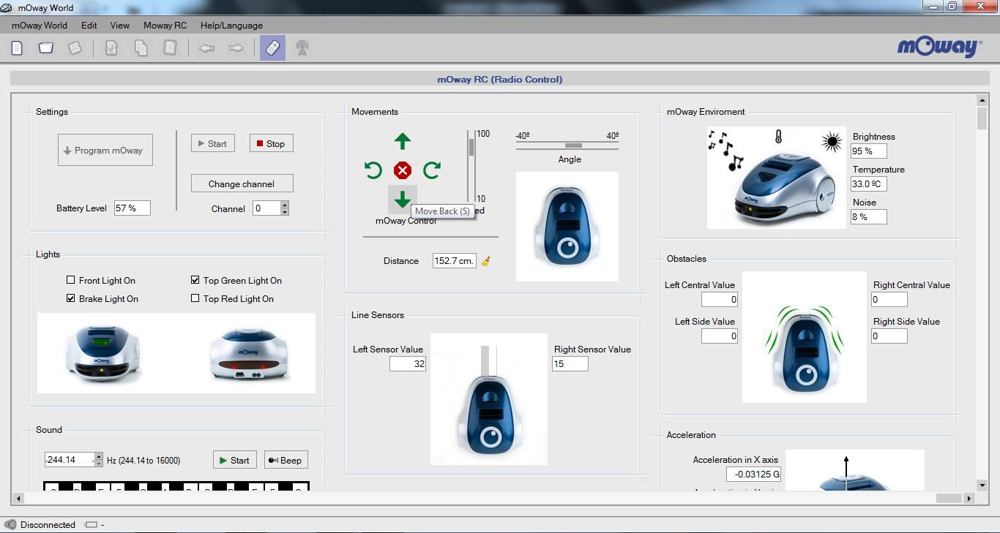 mOway World
mOway World Edit View Moway RC Help/Language
mOway
mOway RC (Radio Control)
Settings
Program mOway
Start
Stop
Change channel
Battery Level 57 %
Channel 0
Lights
Front Light On
Top Green Light On
Brake Light On
Top Red Light On
mOway
mOway
Sound
-244.14 Hz (244.14 to 16000)
Start
Beep
Movements
100
10
ed
Move Back (S)
mOway Control
-40º 40º
Angle
Distance 152.7 cm.
Line Sensors
Left Sensor Value
32
Right Sensor Value
15
mOway Enviroment
mOway
Brightness
95 %
Temperature
33.0 ºC
Noise
8 %
Obstacles
Left Central Value
0
Right Central Value
0
Left Side Value
0
Right Side Value
0
Acceleration
Acceleration in X axis
-0.03125 G
Disconnected -